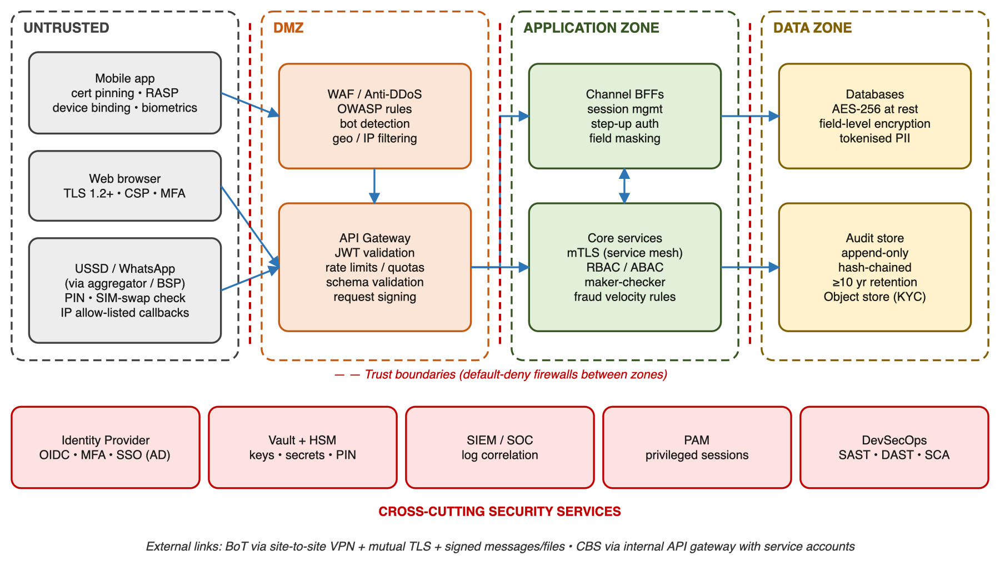 UNTRUSTED
Mobile app
cert pinning • RASP
device binding • biometrics
Web browser
TLS 1.2+ • CSP • MFA
USSD / WhatsApp
(via aggregator / BSP)
PIN • SIM-swap check
IP allow-listed callbacks
DMZ
WAF / Anti-DDoS
OWASP rules
bot detection
geo / IP filtering
API Gateway
JWT validation
rate limits / quotas
schema validation
request signing
APPLICATION ZONE
Channel BFFs
session mgmt
step-up auth
field masking
Core services
mTLS (service mesh)
RBAC / ABAC
maker-checker
fraud velocity rules
DATA ZONE
Databases
AES-256 at rest
field-level encryption
tokenised PII
Audit store
append-only
hash-chained
≥10 yr retention
Object store (KYC)
— — Trust boundaries (default-deny firewalls between zones)
Identity Provider
OIDC • MFA • SSO (AD)
Vault + HSM
keys • secrets • PIN
SIEM / SOC
log correlation
PAM
privileged sessions
DevSecOps
SAST • DAST • SCA
CROSS-CUTTING SECURITY SERVICES
External links: BoT via site-to-site VPN + mutual TLS + signed messages/files • CBS via internal API gateway with service accounts